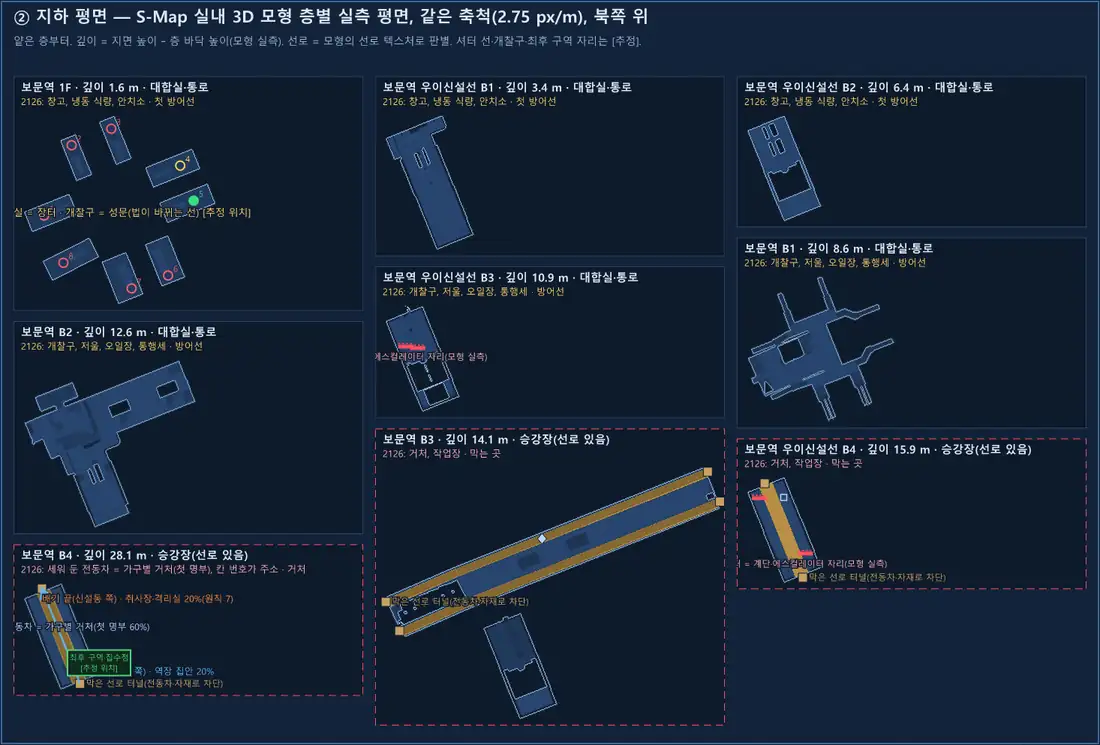 ② 지하 평면 — S-Map 실내 3D 모형 층별 실측 평면, 같은 축척(2.75 px/m), 북쪽 위
얕은 층부터. 깊이 = 지면 높이 − 층 바닥 높이(모형 실측). 선로 = 모형의 선로 텍스처로 판별. 셔터 선·개찰구·최후 구역 자리는 [추정].
보문역 1F · 깊이 1.6 m · 대합실·통로
2126: 창고, 냉동 식량, 안치소 · 첫 방어선
3
4
5
실 = 장터 · 개찰구 = 성문(법이 바뀌는 선) [추정 위치]
8
7
6
보문역 우이신설선 B1 · 깊이 3.4 m · 대합실·통로
2126: 창고, 냉동 식량, 안치소 · 첫 방어선
보문역 우이신설선 B2 · 깊이 6.4 m · 대합실·통로
2126: 창고, 냉동 식량, 안치소 · 첫 방어선
보문역 B1 · 깊이 8.6 m · 대합실·통로
2126: 개찰구, 저울, 오일장, 통행세 · 방어선
보문역 우이신설선 B3 · 깊이 10.9 m · 대합실·통로
2126: 개찰구, 저울, 오일장, 통행세 · 방어선
에스컬레이터 자리(모형 실측)
보문역 B2 · 깊이 12.6 m · 대합실·통로
2126: 개찰구, 저울, 오일장, 통행세 · 방어선
보문역 B3 · 깊이 14.1 m · 승강장(선로 있음)
2126: 거처, 작업장 · 막는 곳
막은 선로 터널(전동차·자재로 차단)
보문역 우이신설선 B4 · 깊이 15.9 m · 승강장(선로 있음)
2126: 거처, 작업장 · 막는 곳
= 계단·에스컬레이터 자리(모형 실측)
막은 선로 터널(전동차·자재로 차단)
보문역 B4 · 깊이 28.1 m · 승강장(선로 있음)
2126: 세워 둔 전동차 = 가구별 거처(첫 명부), 칸 번호가 주소 · 거처
배기 끝(신설동 쪽) · 취사장·격리실 20%(원칙 7)
동차 = 가구별 거처(첫 명부 60%)
최후 구역·집수정
[추정 위치]
쪽) · 역장 집안 20%
막은 선로 터널(전동차·자재로 차단)